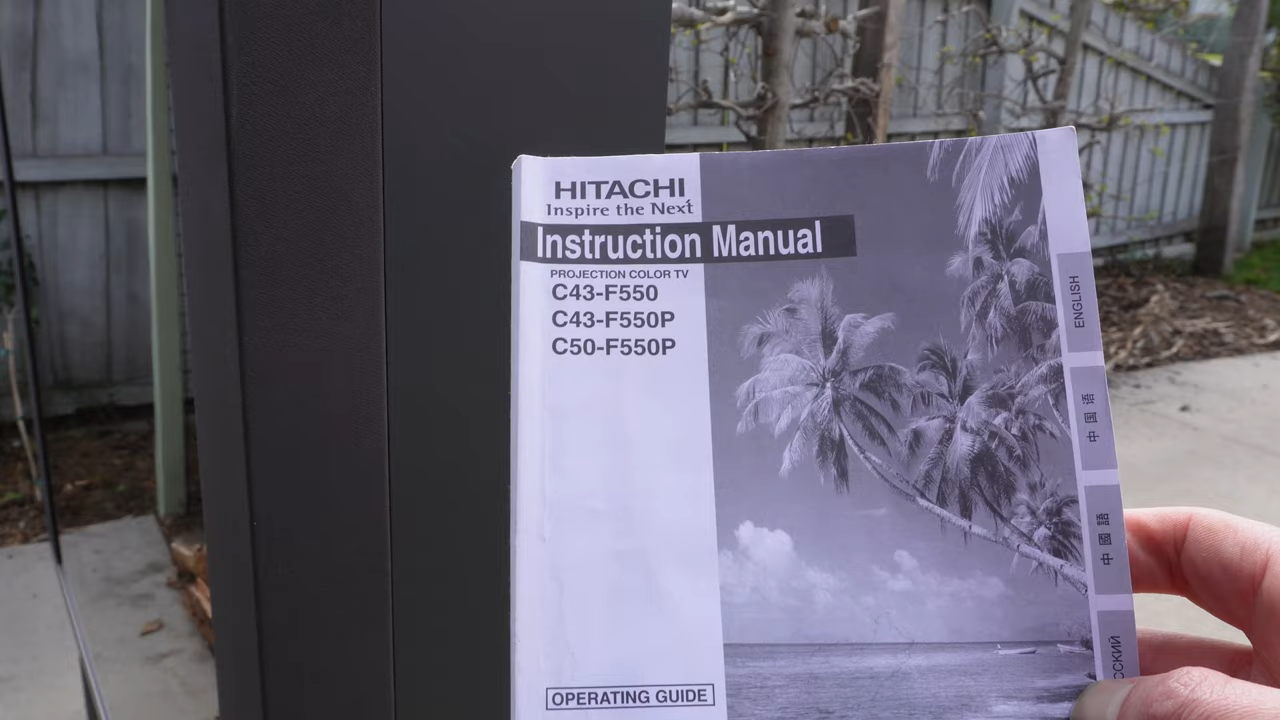 HITACHI
Inspire the Next
Instruction Manual
PROJECTION COLOR TV
C43-F550
C43-F550P
C50-F550P
OPERATING GUIDE
ENGLISH
中国语
中國語
ССКИЙ